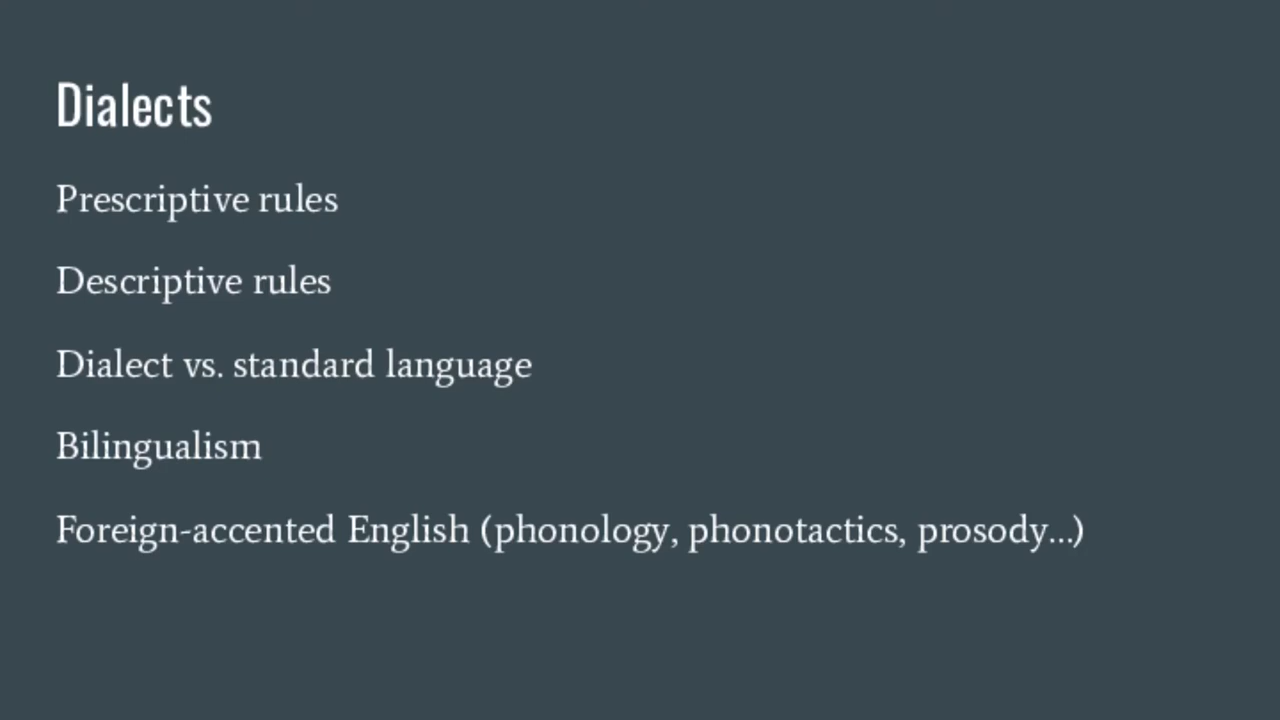 Dialects
Prescriptive rules
Descriptive rules
Dialect vs. standard language
Bilingualism
Foreign-accented English (phonology, phonotactics, prosody...)